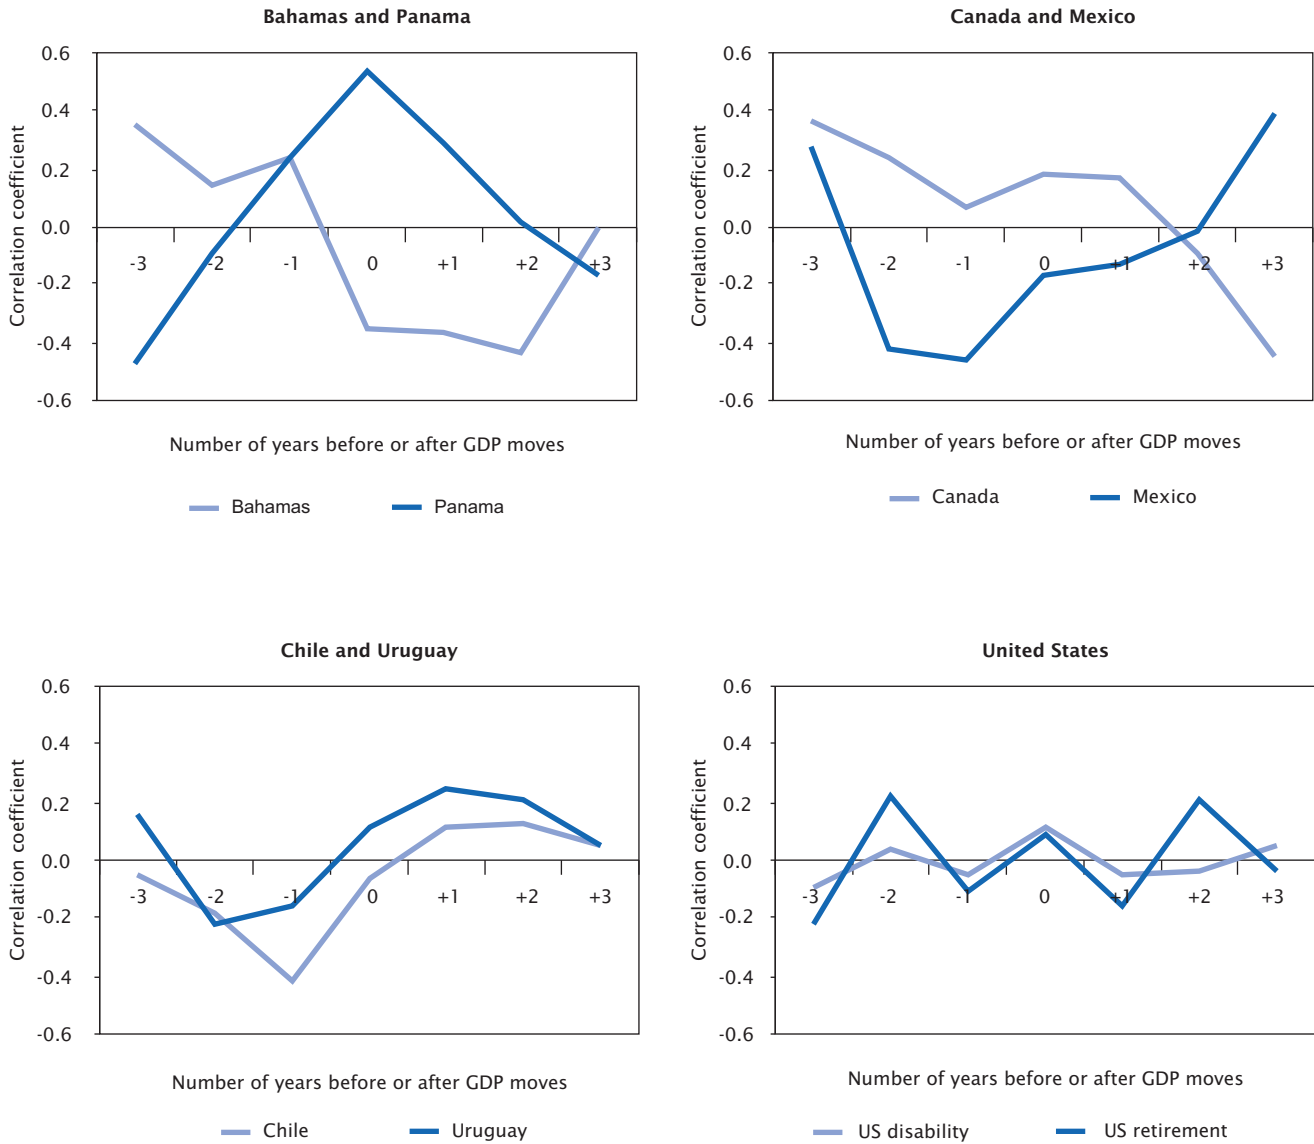 Bahamas and Panama
0.6
0.4
0.2
0.0
-0.2
-0.4
-0.6
Correlation coefficient
-3 -2 -1 0 +1 +2 +3
Number of years before or after GDP moves
Bahamas Panama
Canada and Mexico
0.6
0.4
0.2
0.0
-0.2
-0.4
-0.6
Correlation coefficient
-3 -2 -1 0 +1 +2 +3
Number of years before or after GDP moves
Canada Mexico
Chile and Uruguay
0.6
0.4
0.2
0.0
-0.2
-0.4
-0.6
Correlation coefficient
-3 -2 -1 0 +1 +2 +3
Number of years before or after GDP moves
Chile Uruguay
United States
0.6
0.4
0.2
0.0
-0.2
-0.4
-0.6
Correlation coefficient
-3 -2 -1 0 +1 +2 +3
Number of years before or after GDP moves
US disability US retirement